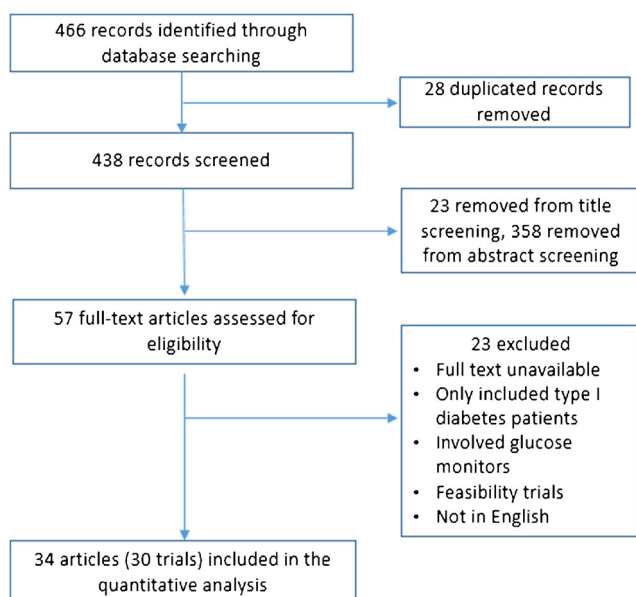 466 records identified through
database searching
28 duplicated records
removed
438 records screened
23 removed from title
screening, 358 removed
from abstract screening
57 full-text articles assessed for
eligibility
23 excluded
• Full text unavailable
• Only included type I
diabetes patients
• Involved glucose
monitors
• Feasibility trials
• Not in English
34 articles (30 trials) included in the
quantitative analysis